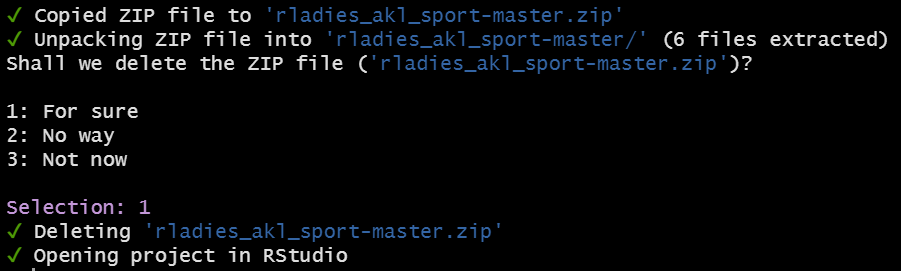 ✓ Copied ZIP file to 'rladies_akl_sport-master.zip'
✓ Unpacking ZIP file into 'rladies_akl_sport-master/' (6 files extracted)
Shall we delete the ZIP file ('rladies_akl_sport-master.zip')?
1: For sure
2: No way
3: Not now
Selection: 1
✓ Deleting 'rladies_akl_sport-master.zip'
✓ Opening project in RStudio